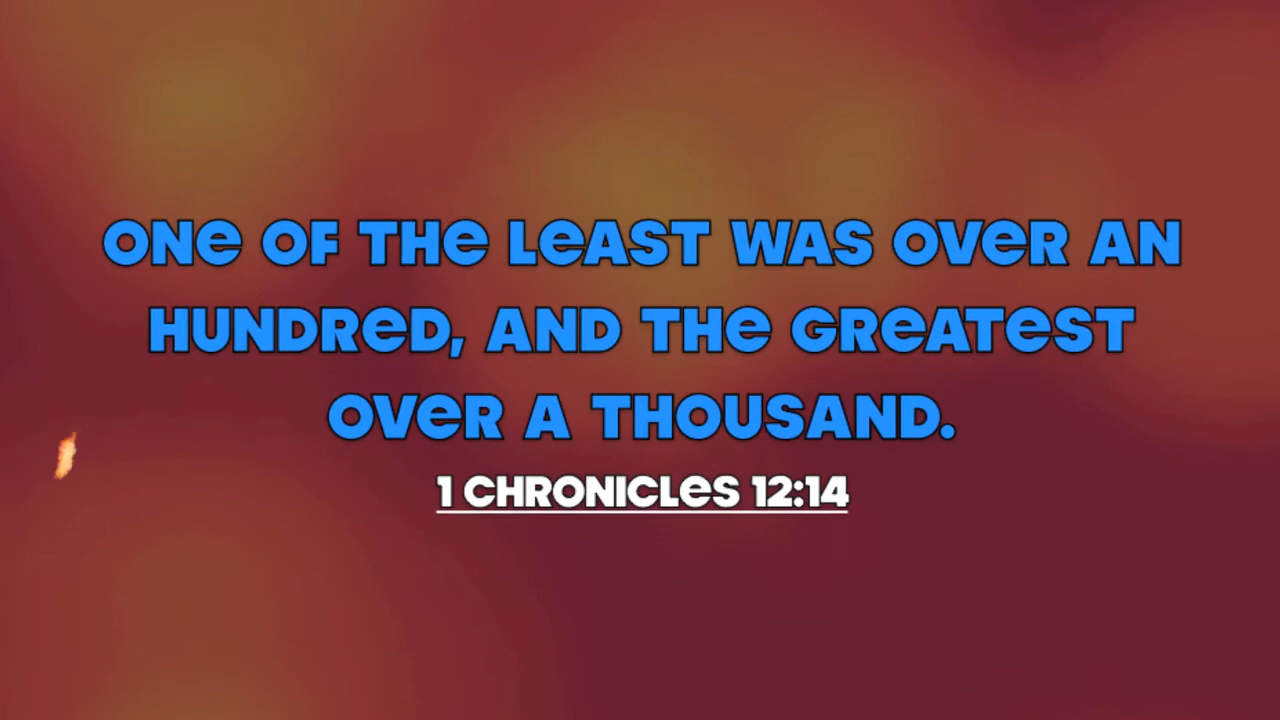 ONE OF THE LEAST WAS OVER AN
HUNDRED, AND THE GREATEST
OVER A THOUSAND.
1 CHRONICLES 12:14